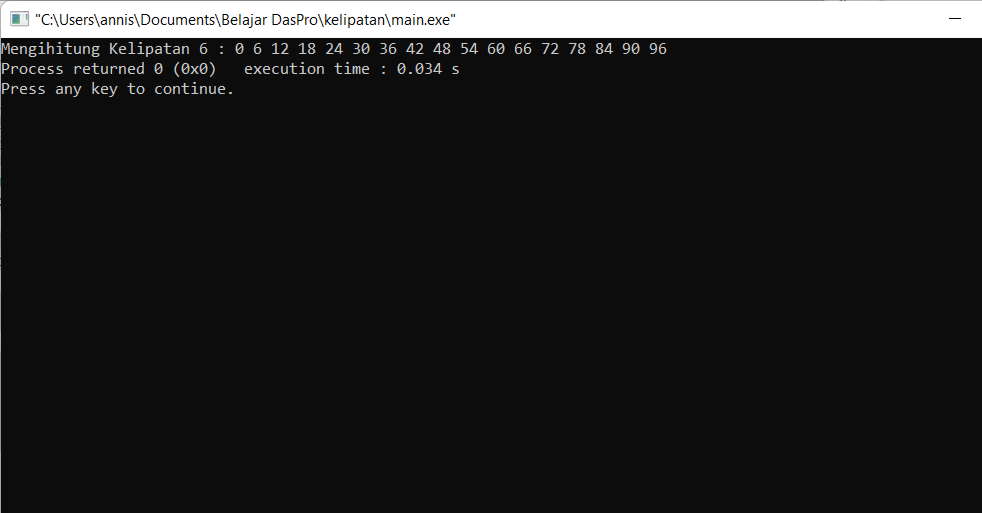 "C:\Users\annis\Documents\Belajar DasPro\kelipatan\main.exe"
Mengihitung Kelipatan 6 : 0 6 12 18 24 30 36 42 48 54 60 66 72 78 84 90 96
Process returned 0 (0x0)   execution time : 0.034 s
Press any key to continue.